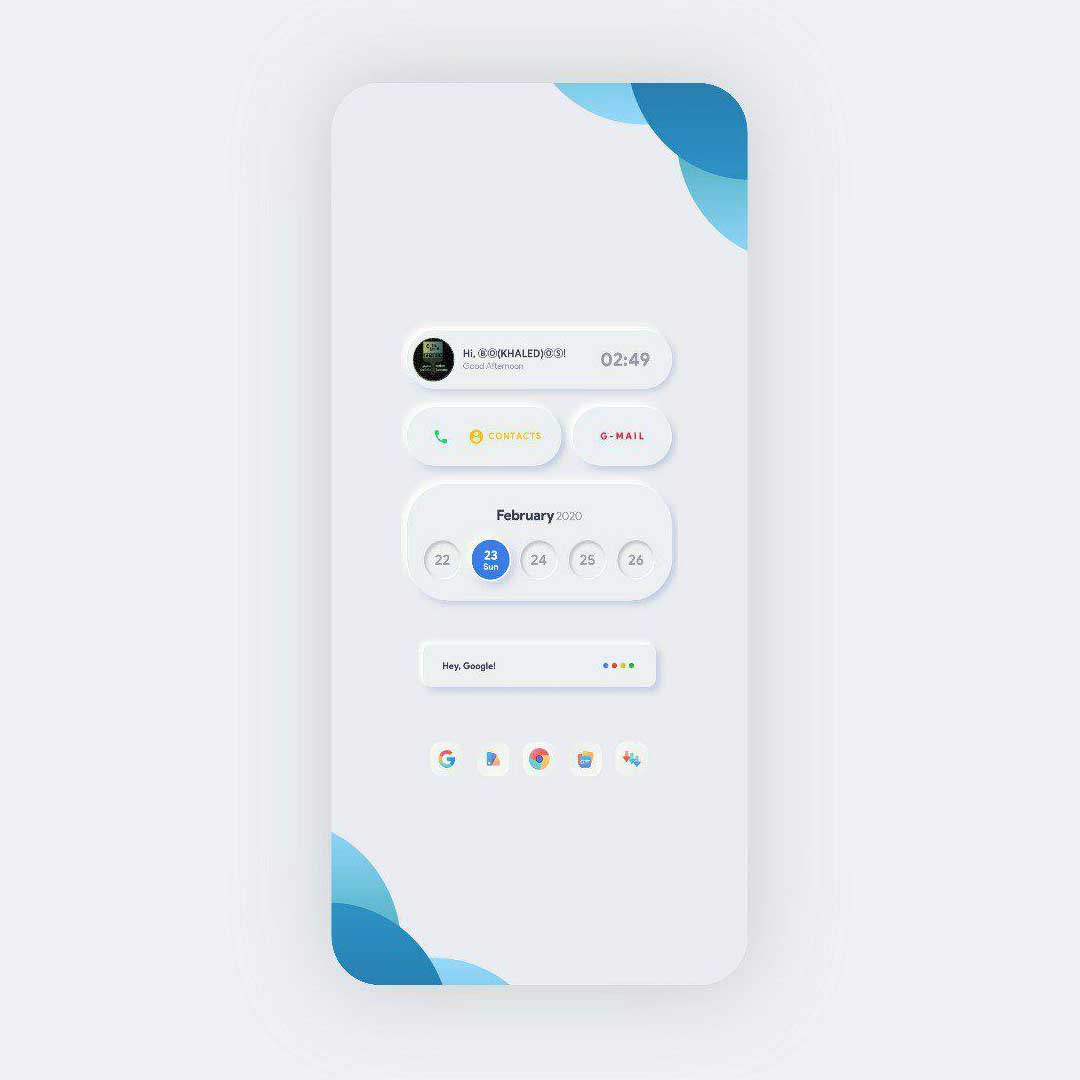 Hi, ⒷⓄ(KHALED)ⓄⓈ!
Good Afternoon
02:49
CONTACTS
G-MAIL
February 2020
22 23 24 25 26
Sun
Hey, Google!